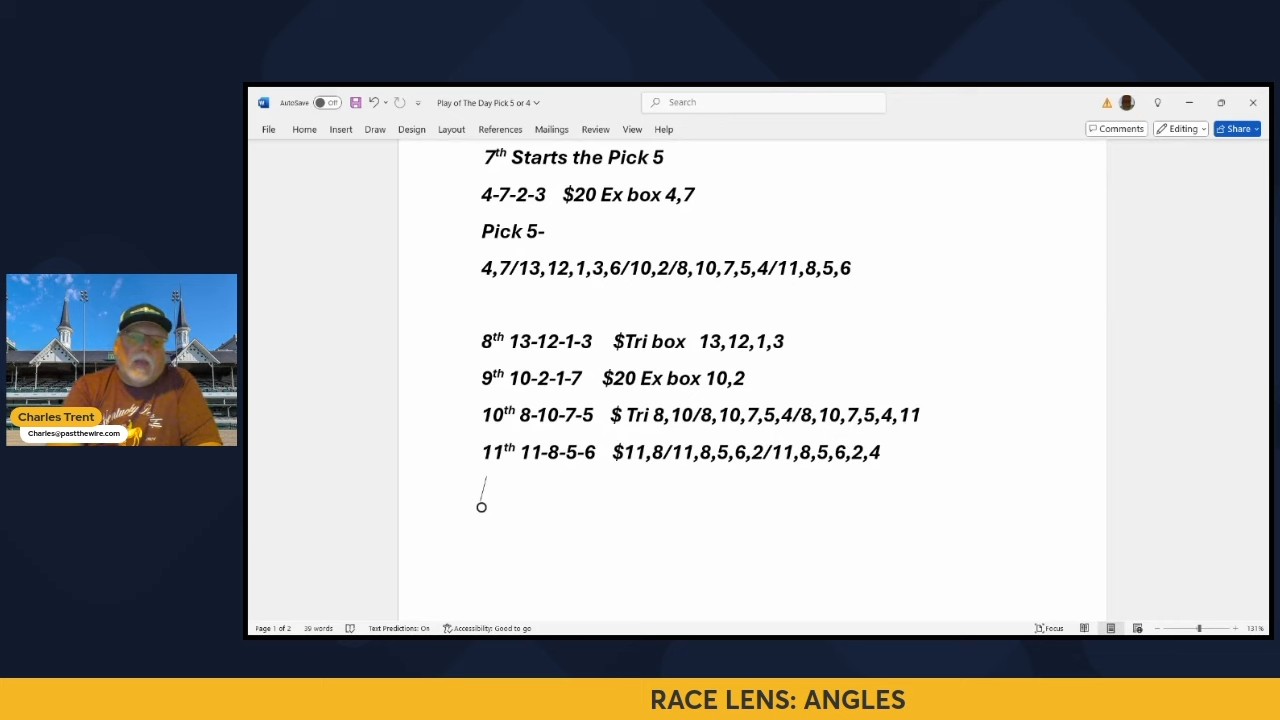 AutoSave Off Play of The Day Pick 5 or 4 Search
File Home Insert Draw Design Layout References Mailings Review View Help Comments Editing Share
7th Starts the Pick 5
4-7-2-3 $20 Ex box 4,7
Pick 5-
4,7/13,12,1,3,6/10,2/8,10,7,5,4/11,8,5,6
8th 13-12-1-3 $Tri box 13,12,1,3
9th 10-2-1-7 $20 Ex box 10,2
10th 8-10-7-5 $ Tri 8,10/8,10,7,5,4/8,10,7,5,4,11
11th 11-8-5-6 $11,8/11,8,5,6,2/11,8,5,6,2,4
Charles Trent
Charles@pastthewire.com
Page 1 of 2 39 words Text Predictions: On Accessibility: Good to go Focus 131%
RACE LENS: ANGLES